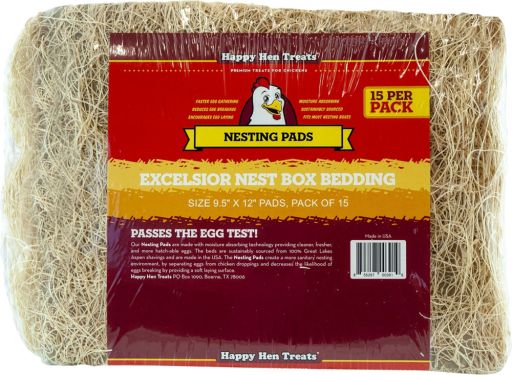 Happy Hen Treats®
PREMIUM TREATS FOR CHICKENS
15 PER
PACK
FASTER EGG GATHERING
REDUCES EGG BREAKAGE
ENCOURAGES EGG LAYING
MOISTURE ABSORBING
SUSTAINABLY SOURCED
FITS MOST NESTING BOXES
NESTING PADS
EXCELSIOR NEST BOX BEDDING
SIZE 9.5" X 12" PADS, PACK OF 15
PASSES THE EGG TEST!
Our Nesting Pads are made with moisture absorbing technology providing cleaner, fresher,
and more hatch-able eggs. The beds are sustainably sourced from 100% Great Lakes
Aspen shavings and are made in the USA. The Nesting Pads create a more sanitary nesting
environment, by separating eggs from chicken droppings and decreases the likelihood of
eggs breaking by providing a soft laying surface.
Happy Hen Treats PO Box 1090, Boerne, TX 78006
Made in USA
Happy Hen Treats®